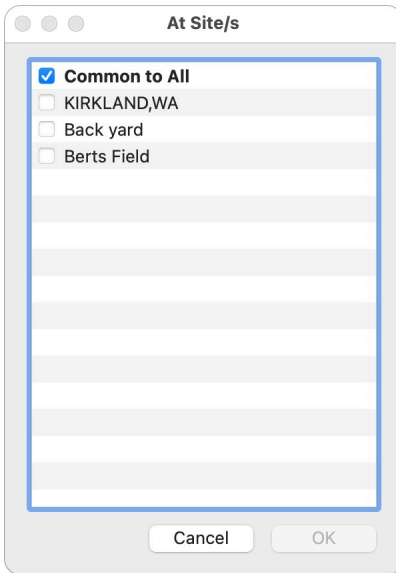 At Site/s
Common to All
KIRKLAND,WA
Back yard
Berts Field
Cancel
OK